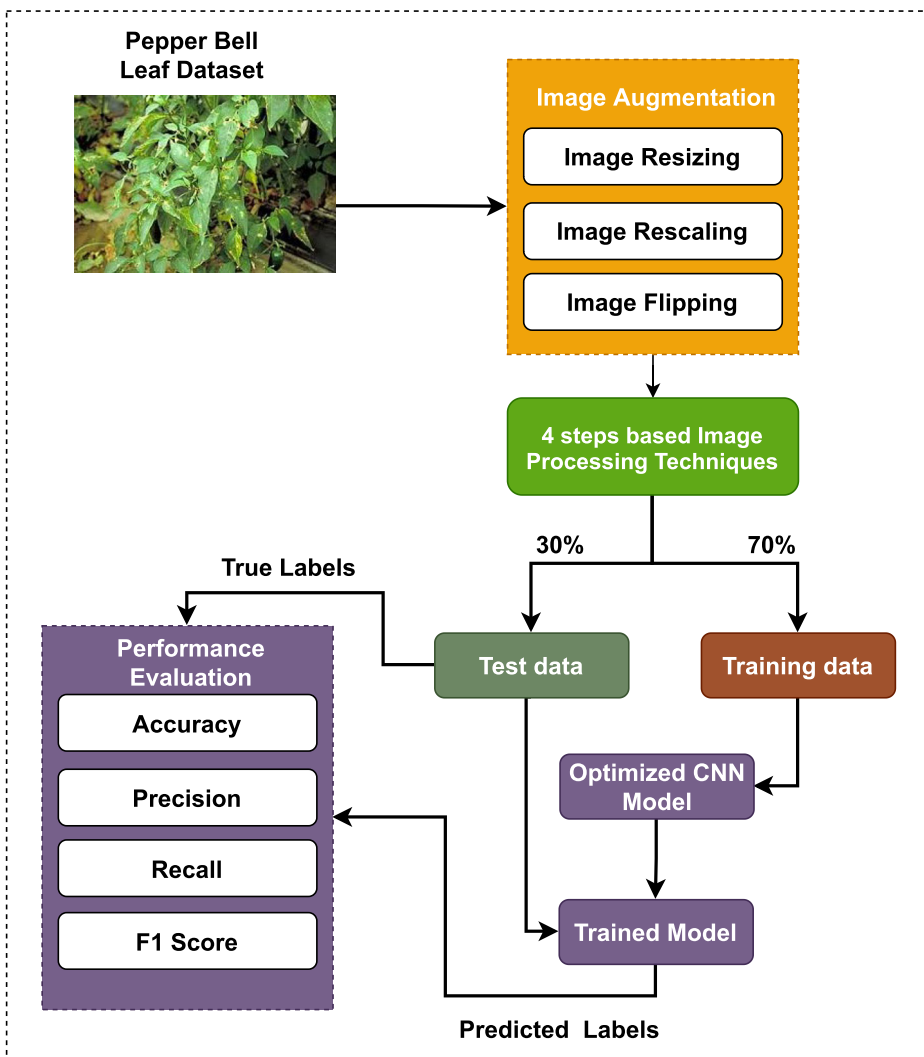 Pepper Bell
Leaf Dataset
Image Augmentation
Image Resizing
Image Rescaling
Image Flipping
4 steps based Image
Processing Techniques
30%
70%
True Labels
Test data
Training data
Performance
Evaluation
Accuracy
Precision
Recall
F1 Score
Optimized CNN
Model
Trained Model
Predicted Labels